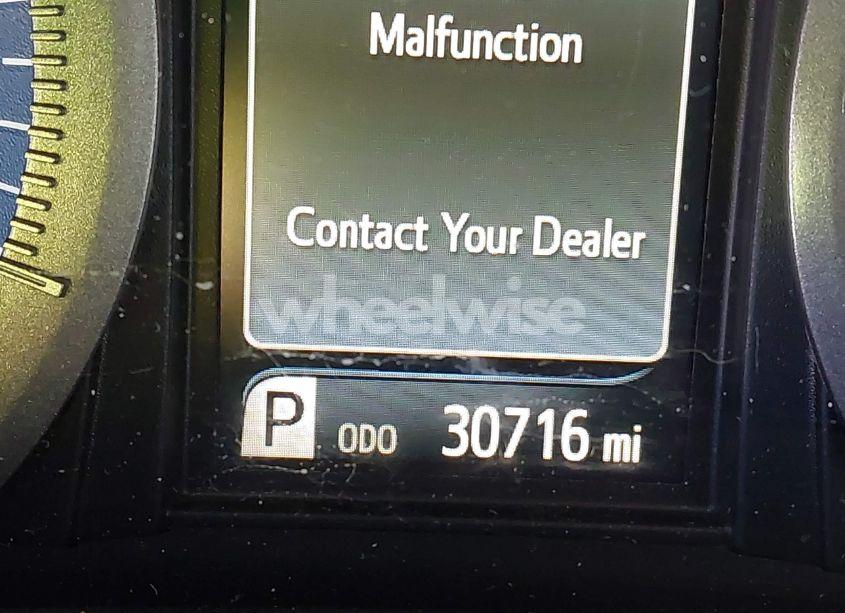 Malfunction
Contact Your Dealer
wheelwise
P ODO 30716 mi